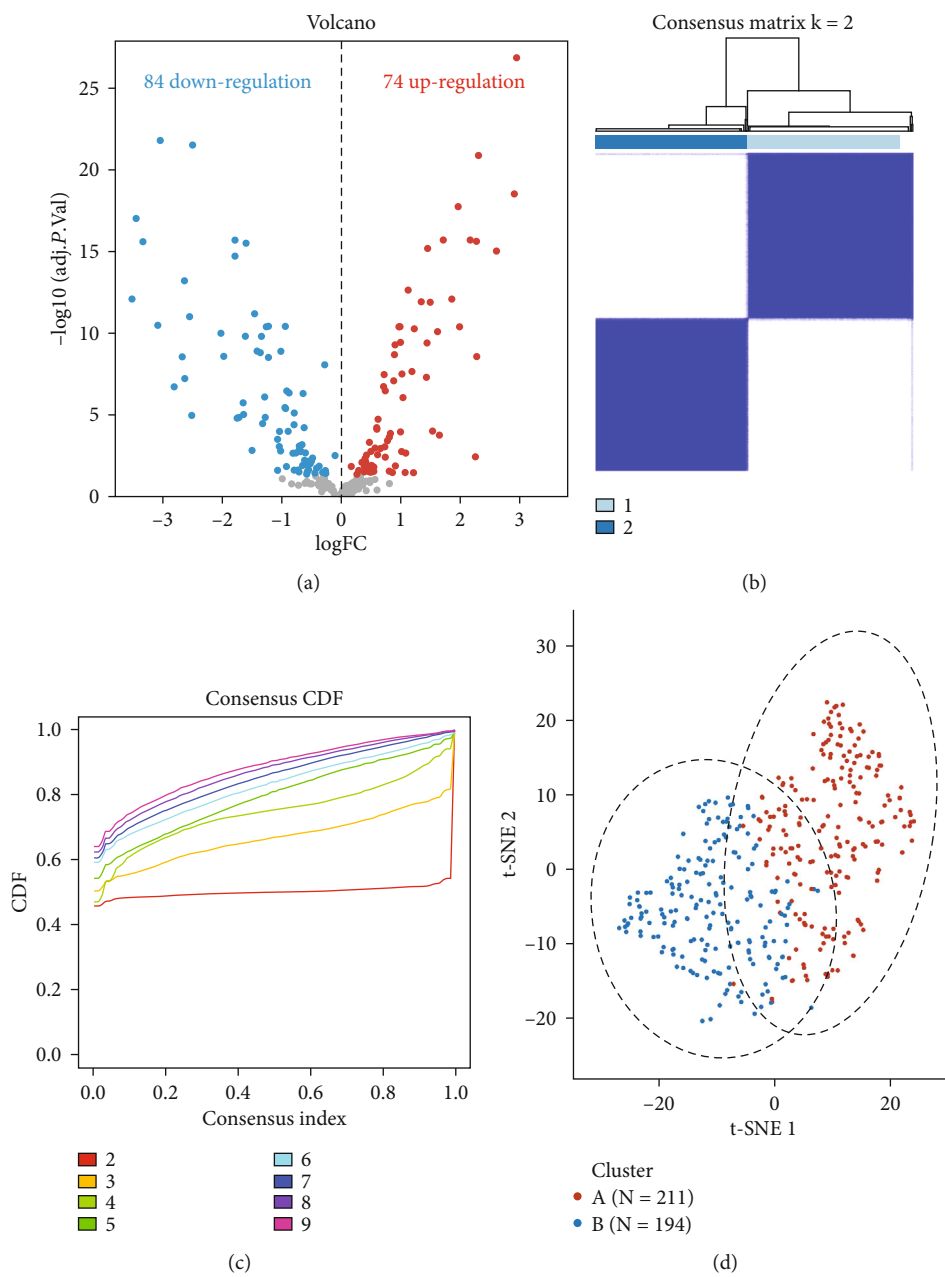 Volcano
84 down-regulation
74 up-regulation
25
20
15
10
5
0
−log10 (adj.P.Val)
−3
−2
−1
0
1
2
3
logFC
(a)
Consensus matrix k = 2
1
2
(b)
Consensus CDF
1.0
0.8
0.6
0.4
0.2
0.0
CDF
0.0
0.2
0.4
0.6
0.8
1.0
Consensus index
2
3
4
5
6
7
8
9
(c)
30
20
10
0
−10
−20
t-SNE 2
−20
0
20
t-SNE 1
Cluster
A (N = 211)
B (N = 194)
(d)